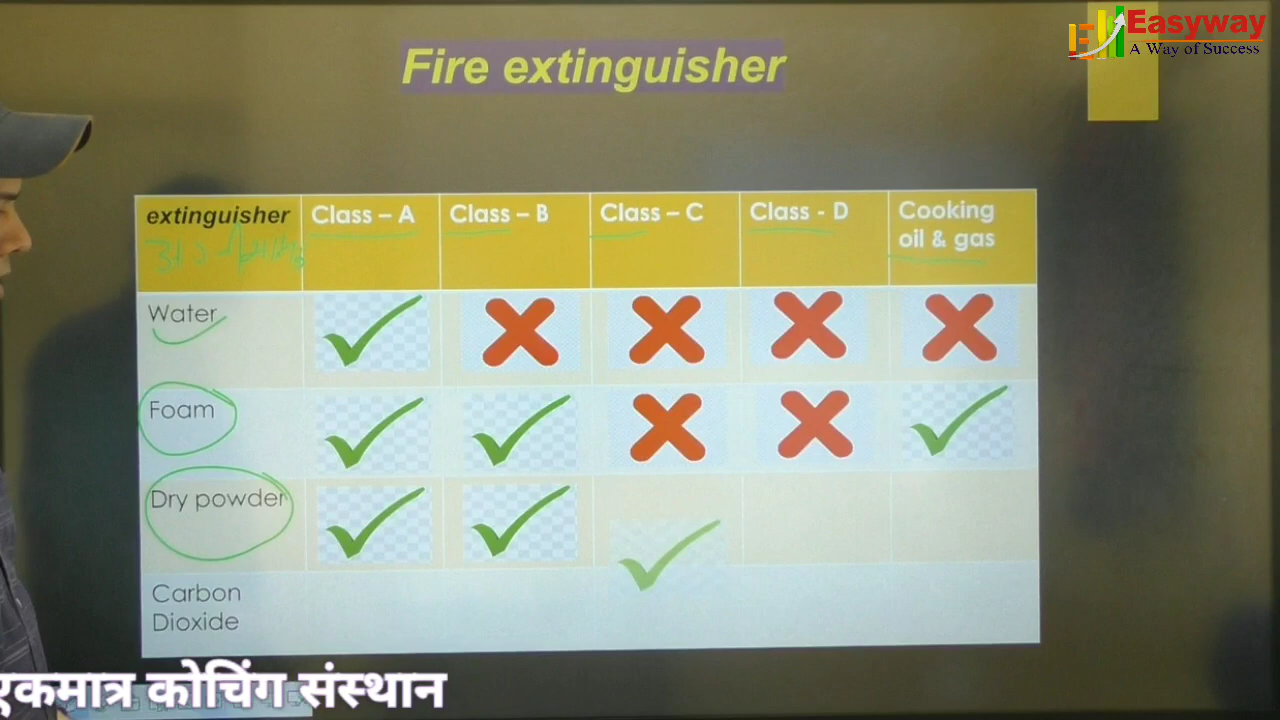 Easyway
A Way of Success
Fire extinguisher
extinguisher
Class – A
Class – B
Class – C
Class - D
Cooking
oil & gas
Water
Foam
Dry powder
Carbon
Dioxide
एकमात्र कोचिंग संस्थान